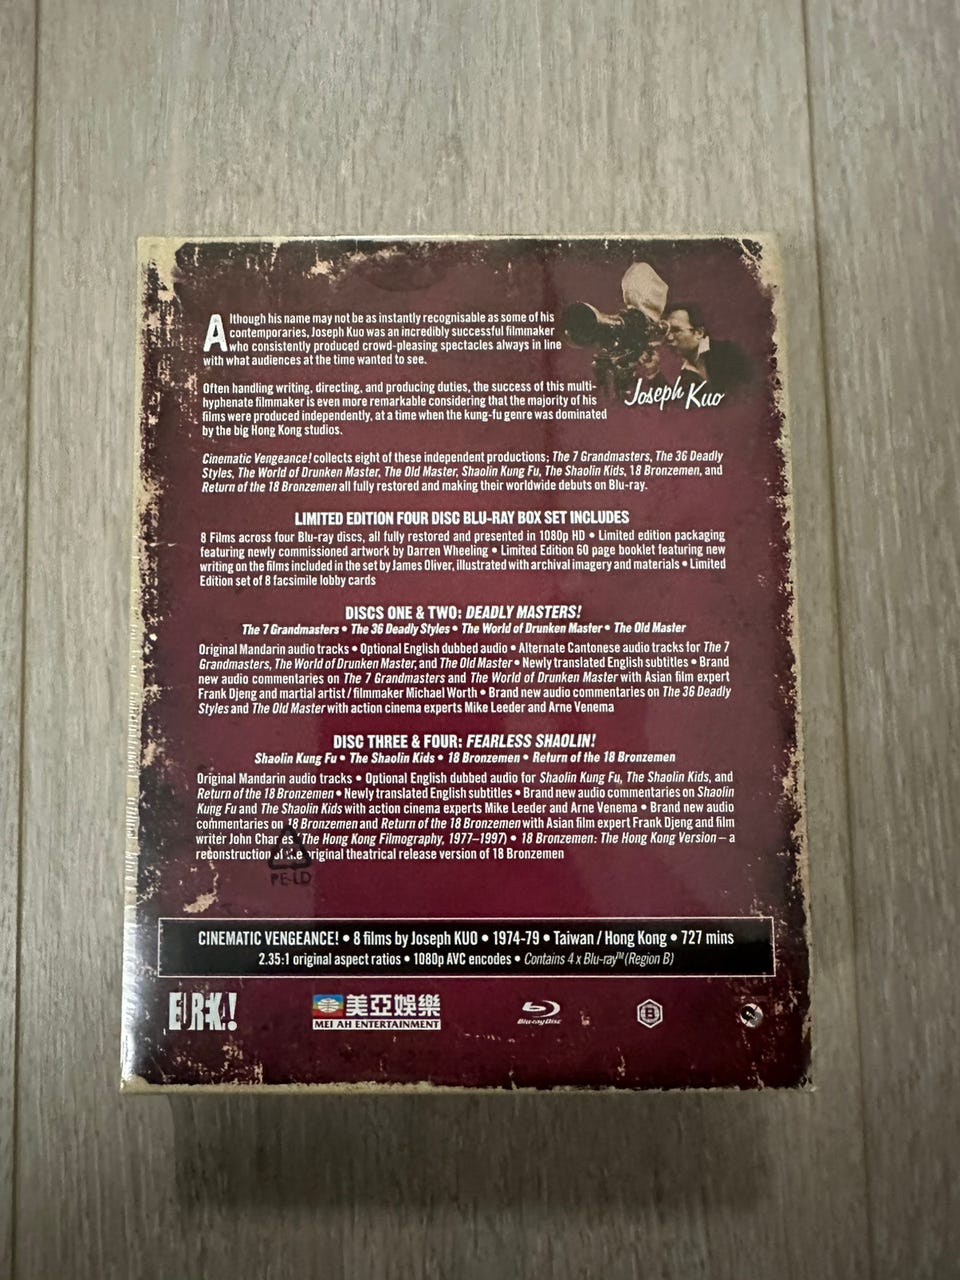 Although his name may not be as instantly recognisable as some of his
contemporaries, Joseph Kuo was an incredibly successful filmmaker
who consistently produced crowd-pleasing spectacles always in line
with what audiences at the time wanted to see.
Joseph Kuo
Often handling writing, directing, and producing duties, the success of this multi-
hyphenate filmmaker is even more remarkable considering that the majority of his
films were produced independently, at a time when the kung-fu genre was dominated
by the big Hong Kong studios.
Cinematic Vengeance! collects eight of these independent productions; The 7 Grandmasters, The 36 Deadly
Styles, The World of Drunken Master, The Old Master, Shaolin Kung Fu, The Shaolin Kids, 18 Bronzemen, and
Return of the 18 Bronzemen all fully restored and making their worldwide debuts on Blu-ray.
LIMITED EDITION FOUR DISC BLU-RAY BOX SET INCLUDES
8 Films across four Blu-ray discs, all fully restored and presented in 1080p HD • Limited edition packaging
featuring newly commissioned artwork by Darren Wheeling • Limited Edition 60 page booklet featuring new
writing on the films included in the set by James Oliver, illustrated with archival imagery and materials • Limited
Edition set of 8 facsimile lobby cards
DISCS ONE & TWO: DEADLY MASTERS!
The 7 Grandmasters • The 36 Deadly Styles • The World of Drunken Master • The Old Master
Original Mandarin audio tracks • Optional English dubbed audio • Alternate Cantonese audio tracks for The 7
Grandmasters, The World of Drunken Master, and The Old Master • Newly translated English subtitles • Brand
new audio commentaries on The 7 Grandmasters and The World of Drunken Master with Asian film expert
Frank Djeng and martial artist / filmmaker Michael Worth • Brand new audio commentaries on The 36 Deadly
Styles and The Old Master with action cinema experts Mike Leeder and Arne Venema
DISC THREE & FOUR: FEARLESS SHAOLIN!
Shaolin Kung Fu • The Shaolin Kids • 18 Bronzemen • Return of the 18 Bronzemen
Original Mandarin audio tracks • Optional English dubbed audio for Shaolin Kung Fu, The Shaolin Kids, and
Return of the 18 Bronzemen • Newly translated English subtitles • Brand new audio commentaries on Shaolin
Kung Fu and The Shaolin Kids with action cinema experts Mike Leeder and Arne Venema • Brand new audio
commentaries on 18 Bronzemen and Return of the 18 Bronzemen with Asian film expert Frank Djeng and film
writer John Charles (The Hong Kong Filmography, 1977–1997) • 18 Bronzemen: The Hong Kong Version – a
reconstruction of the original theatrical release version of 18 Bronzemen
4
PE-LD
CINEMATIC VENGEANCE! • 8 films by Joseph KUO • 1974-79 • Taiwan / Hong Kong • 727 mins
2.35:1 original aspect ratios • 1080p AVC encodes • Contains 4 x Blu-ray™ (Region B)
EUREKA!
美亞娛樂
MEI AH ENTERTAINMENT
Blu-ray Disc
B